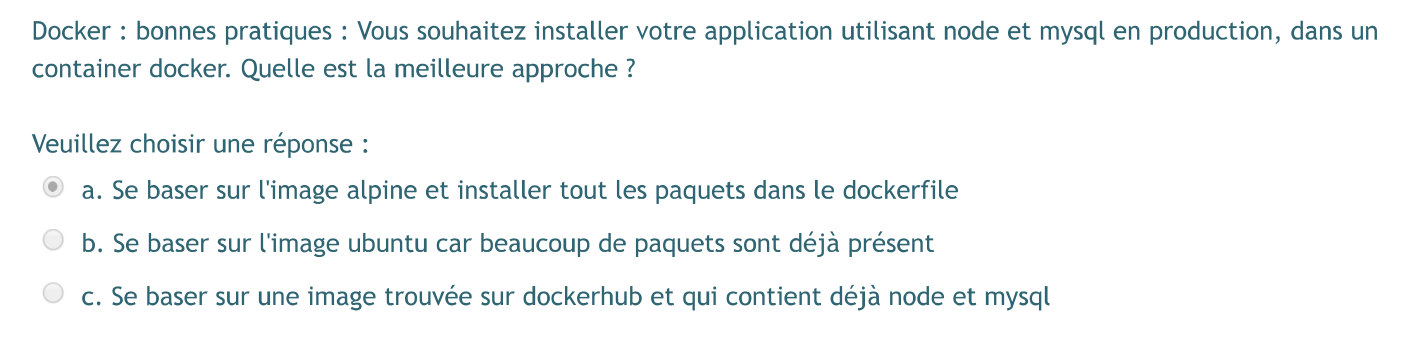 Docker : bonnes pratiques : Vous souhaitez installer votre application utilisant node et mysql en production, dans un
container docker. Quelle est la meilleure approche ?
Veuillez choisir une réponse :
a. Se baser sur l'image alpine et installer tout les paquets dans le dockerfile
b. Se baser sur l'image ubuntu car beaucoup de paquets sont déjà présent
c. Se baser sur une image trouvée sur dockerhub et qui contient déjà node et mysql